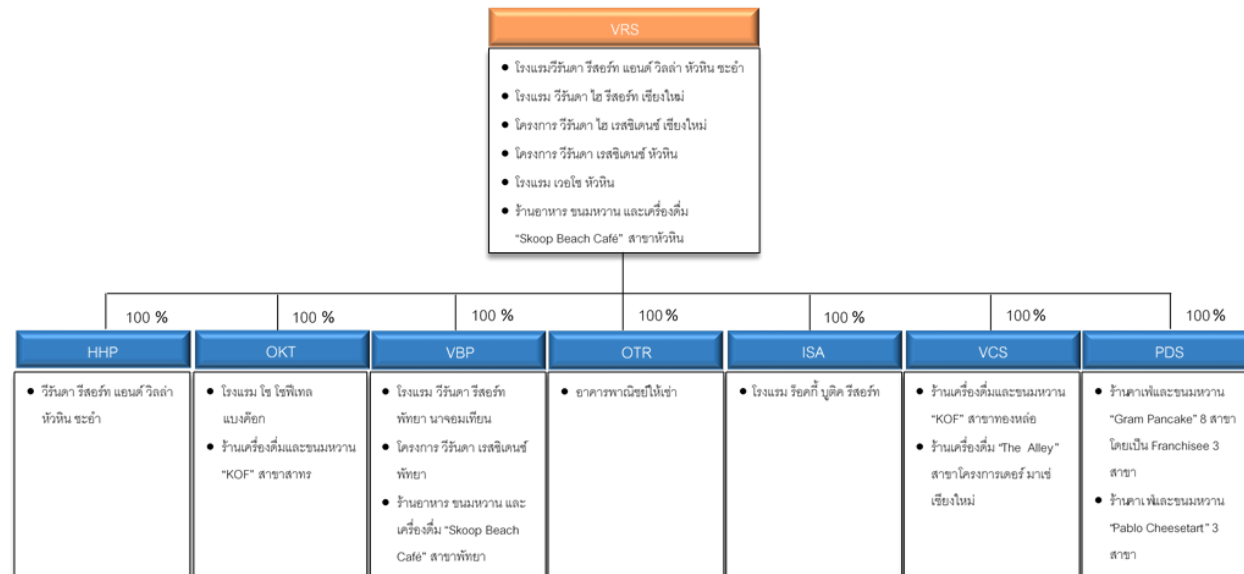 VRS
● โรงแรมวีรันดา รีสอร์ท แอนด์ วิลล่า หัวหิน ชะอำ
● โรงแรม วีรันดา ไฮ รีสอร์ท เชียงใหม่
● โครงการ วีรันดา ไฮ เรสซิเดนซ์ เชียงใหม่
● โครงการ วีรันดา เรสซิเดนซ์ หัวหิน
● โรงแรม เวอโซ หัวหิน
● ร้านอาหาร ขนมหวาน และเครื่องดื่ม
“Skoop Beach Café” สาขาหัวหิน
100 %
100 %
100 %
100 %
100 %
100 %
100 %
HHP
● วีรันดา รีสอร์ท แอนด์ วิลล่า
หัวหิน ชะอำ
OKT
● โรงแรม โซ โซฟิเทล
แบงค็อก
● ร้านเครื่องดื่มและขนมหวาน
“KOF” สาขาสาทร
VBP
● โรงแรม วีรันดา รีสอร์ท
พัทยา นาจอมเทียน
● โครงการ วีรันดา เรสซิเดนซ์
พัทยา
● ร้านอาหาร ขนมหวาน และ
เครื่องดื่ม “Skoop Beach
Café” สาขาพัทยา
OTR
● อาคารพาณิชย์ให้เช่า
ISA
● โรงแรม ร็อคกี้ บูติค รีสอร์ท
VCS
● ร้านเครื่องดื่มและขนมหวาน
“KOF” สาขาทองหล่อ
● ร้านเครื่องดื่ม “The Alley”
สาขาโครงการเดอร์ มาเช่
เชียงใหม่
PDS
● ร้านคาเฟ่และขนมหวาน
“Gram Pancake” 8 สาขา
โดยเป็น Franchisee 3
สาขา
● ร้านคาเฟ่และขนมหวาน
“Pablo Cheesetart” 3
สาขา